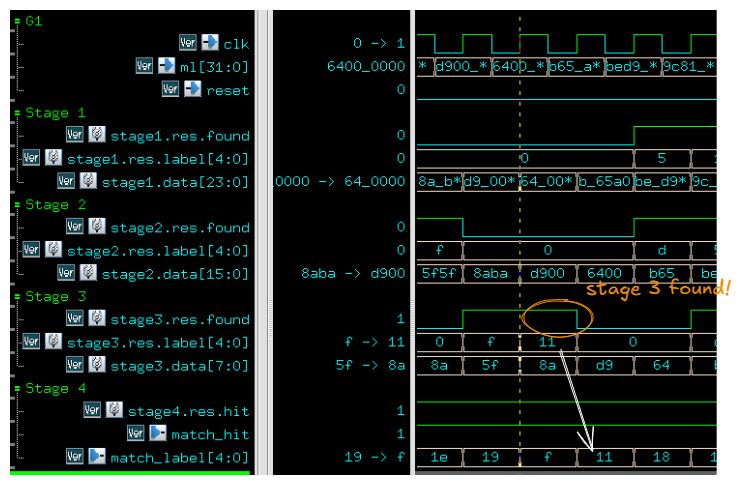 G1
Ver clk 0 -> 1
Ver ml[31:0] 6400_0000 * d900_* 6400_* b65_a* bed9_* 9c81_*
Ver reset 0
Stage 1
Ver stage1.res.found 0
Ver stage1.res.label[4:0] 0 0 5
Ver stage1.data[23:0] 0000 -> 64_0000 8a_b* d9_00* 64_00* b_65a0 be_d9* 9c_
Stage 2
Ver stage2.res.found 0
Ver stage2.res.label[4:0] 0 f 0 d
Ver stage2.data[15:0] 8aba -> d900 5f5f 8aba d900 6400 b65 be
stage 3 found!
Stage 3
Ver stage3.res.found 1
Ver stage3.res.label[4:0] f -> 11 0 f 11 0
Ver stage3.data[7:0] 5f -> 8a 8a 5f 8a d9 64
Stage 4
Ver stage4.res.hit 1
Ver match_hit 1
Ver match_label[4:0] 19 -> f 1e 19 f 11 18 1